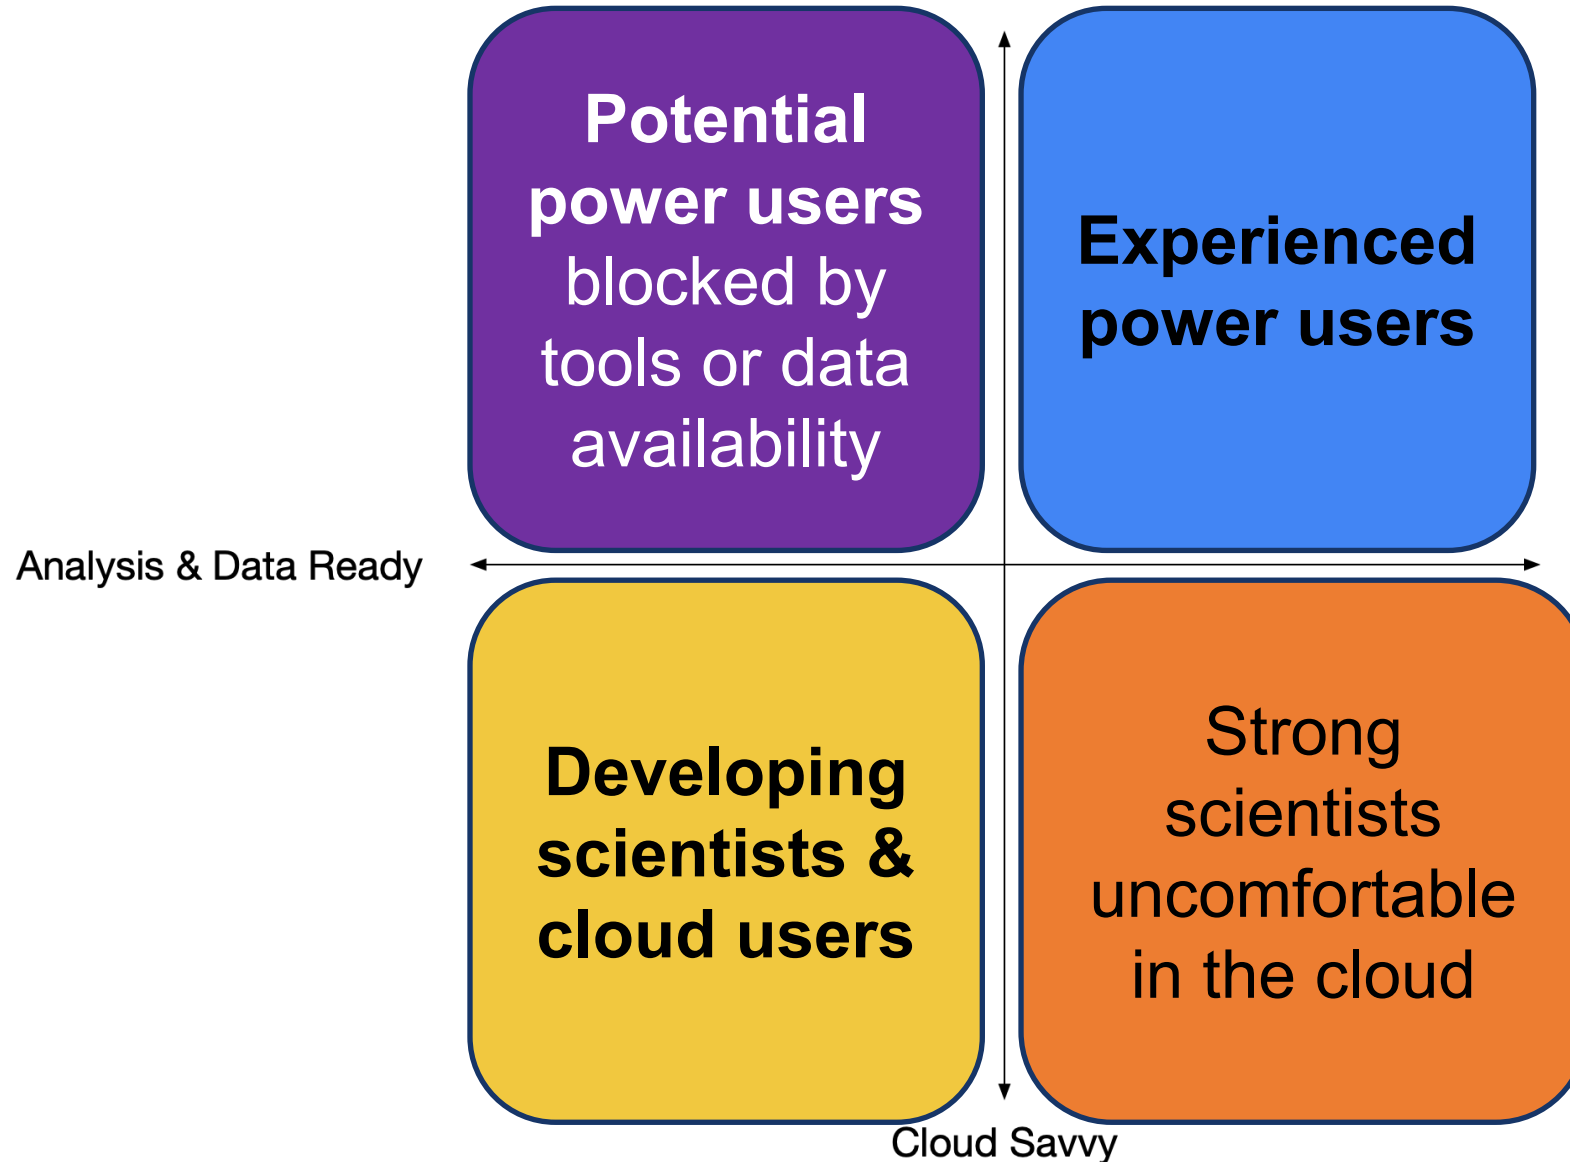 Potential
power users
blocked by
tools or data
availability
Experienced
power users
Analysis & Data Ready
Developing
scientists &
cloud users
Strong
scientists
uncomfortable
in the cloud
Cloud Savvy